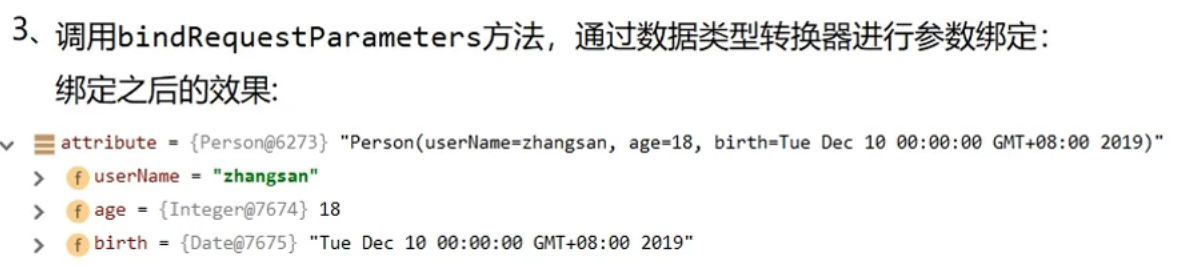 3、调用bindRequestParameters方法，通过数据类型转换器进行参数绑定：
绑定之后的效果:
attribute = {Person@6273} "Person(userName=zhangsan, age=18, birth=Tue Dec 10 00:00:00 GMT+08:00 2019)"
f userName = "zhangsan"
f age = {Integer@7674} 18
f birth = {Date@7675} "Tue Dec 10 00:00:00 GMT+08:00 2019"